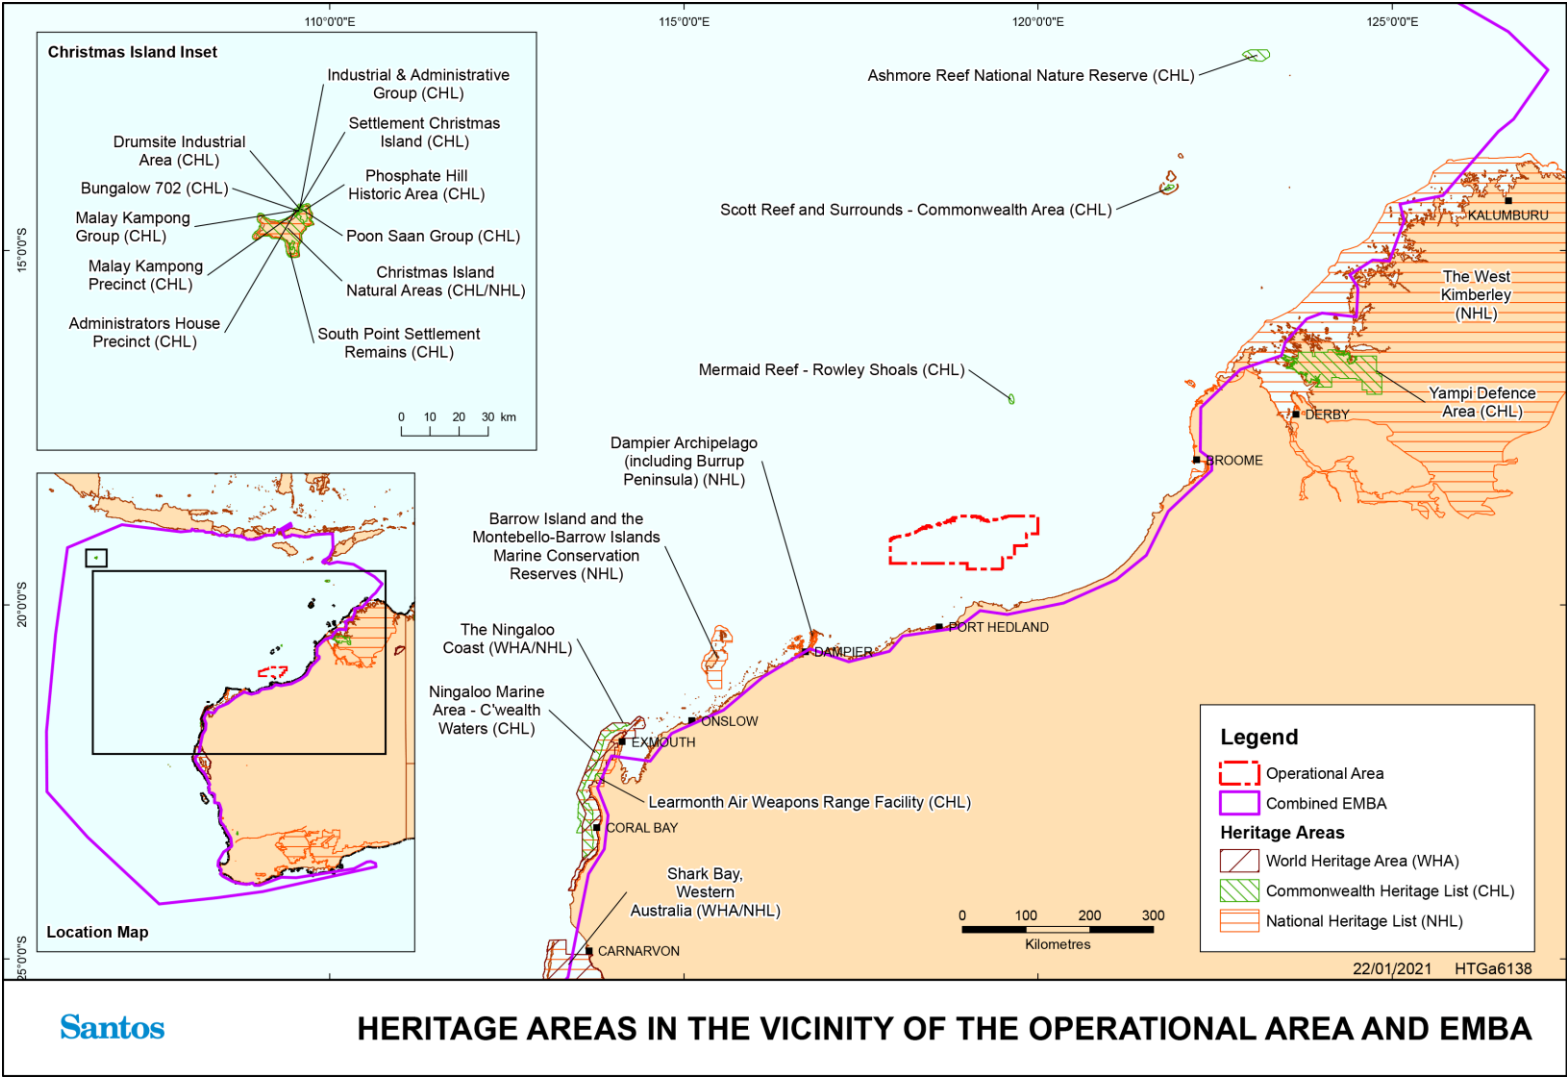 110°0'0"E
115°0'0"E
120°0'0"E
125°0'0"E
15°0'0"S
20°0'0"S
25°0'0"S
Christmas Island Inset
Industrial & Administrative
Group (CHL)
Settlement Christmas
Island (CHL)
Drumsite Industrial
Area (CHL)
Phosphate Hill
Historic Area (CHL)
Bungalow 702 (CHL)
Malay Kampong
Group (CHL)
Poon Saan Group (CHL)
Malay Kampong
Precinct (CHL)
Christmas Island
Natural Areas (CHL/NHL)
Administrators House
Precinct (CHL)
South Point Settlement
Remains (CHL)
0 10 20 30 km
Location Map
Ashmore Reef National Nature Reserve (CHL)
Scott Reef and Surrounds - Commonwealth Area (CHL)
KALUMBURU
The West
Kimberley
(NHL)
Mermaid Reef - Rowley Shoals (CHL)
Yampi Defence
Area (CHL)
DERBY
BROOME
Dampier Archipelago
(including Burrup
Peninsula) (NHL)
Barrow Island and the
Montebello-Barrow Islands
Marine Conservation
Reserves (NHL)
PORT HEDLAND
The Ningaloo
Coast (WHA/NHL)
DAMPIER
Ningaloo Marine
Area - C'wealth
Waters (CHL)
ONSLOW
EXMOUTH
Learmonth Air Weapons Range Facility (CHL)
CORAL BAY
Shark Bay,
Western
Australia (WHA/NHL)
CARNARVON
0 100 200 300
Kilometres
Legend
Operational Area
Combined EMBA
Heritage Areas
World Heritage Area (WHA)
Commonwealth Heritage List (CHL)
National Heritage List (NHL)
22/01/2021 HTGa6138
Santos
HERITAGE AREAS IN THE VICINITY OF THE OPERATIONAL AREA AND EMBA